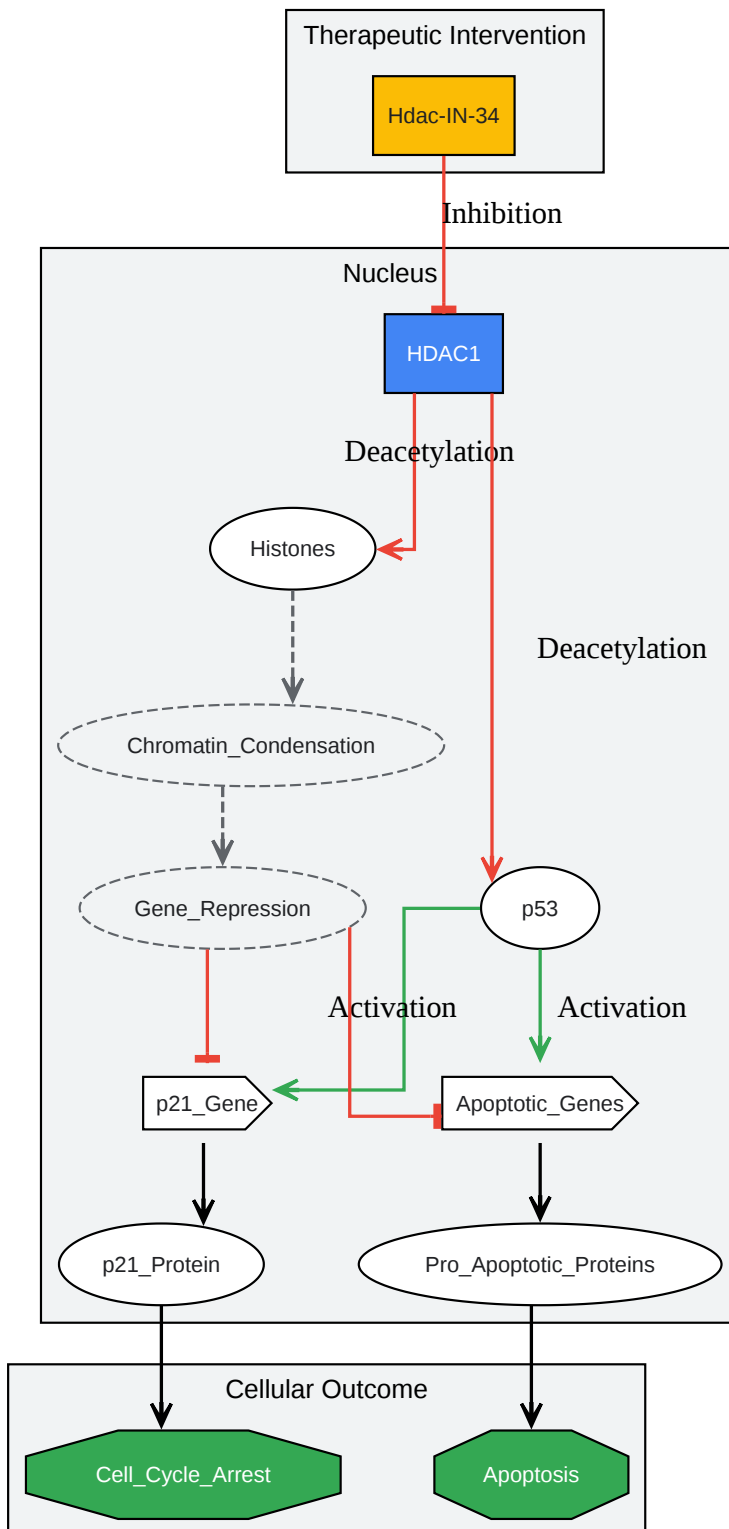 Therapeutic Intervention
Hdac-IN-34
Inhibition
Nucleus
HDAC1
Deacetylation
Histones
Deacetylation
Chromatin_Condensation
Gene_Repression
p53
Activation
Activation
p21_Gene
Apoptotic_Genes
p21_Protein
Pro_Apoptotic_Proteins
Cellular Outcome
Cell_Cycle_Arrest
Apoptosis